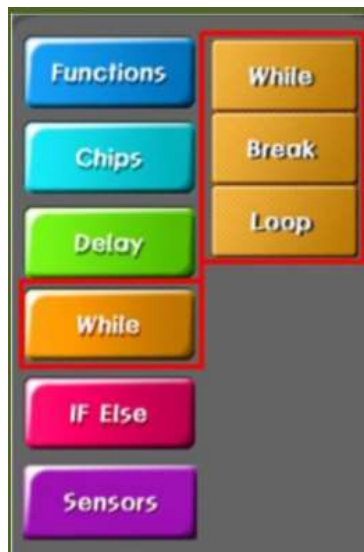 Functions
Chips
Delay
While
IF Else
Sensors
While
Break
Loop